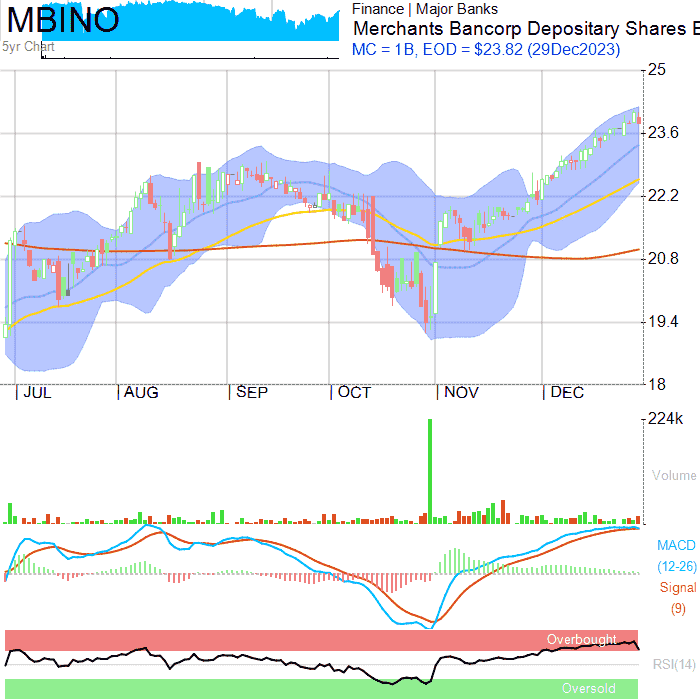 MBINO
5yr Chart
Finance | Major Banks
Merchants Bancorp Depositary Shares E
MC = 1B, EOD = $23.82 (29Dec2023)
25
23.6
22.2
20.8
19.4
18
JUL AUG SEP OCT NOV DEC
224k
Volume
MACD
(12-26)
Signal
(9)
Overbought
RSI(14)
Oversold